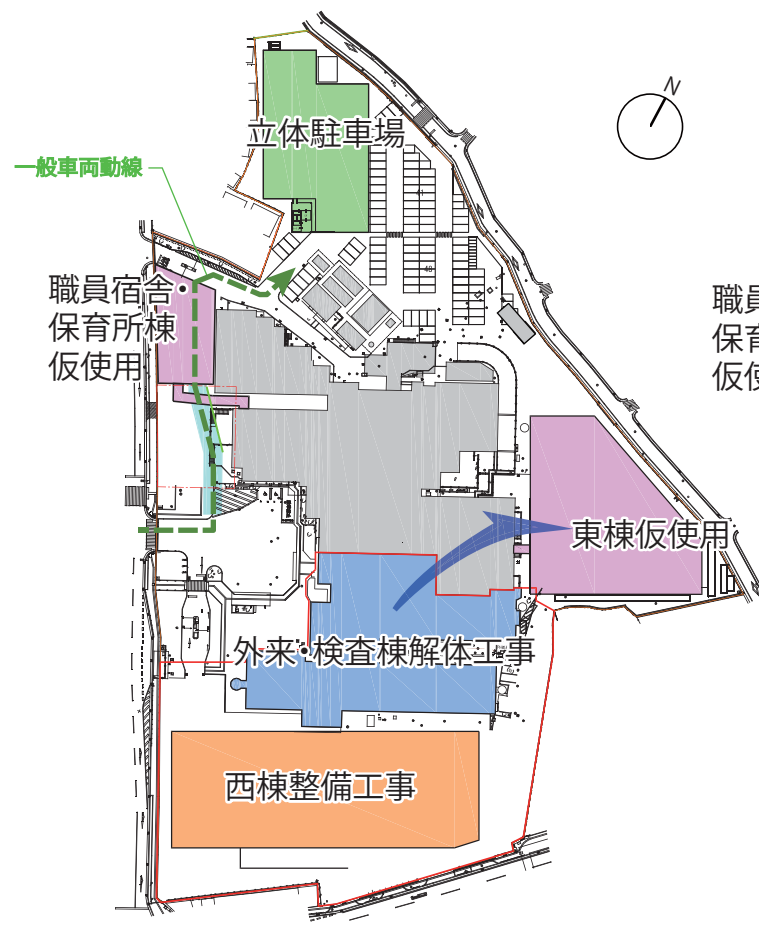 N
立体駐車場
一般車両動線
41
48
職員宿舎・
保育所棟
仮使用
職員
保育
仮使
東棟仮使用
外来・検査棟解体工事
西棟整備工事